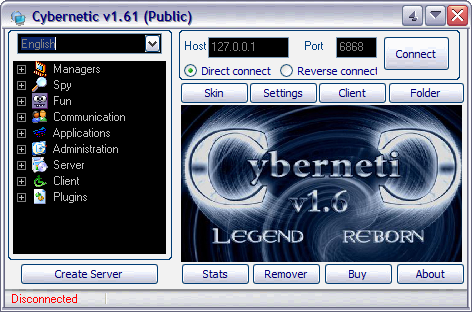 Cybernetic v1.61 (Public)
English
Host 127.0.0.1 Port 6868
Connect
Direct connect Reverse connect
Managers
Spy
Fun
Communication
Applications
Administration
Server
Client
Plugins
Skin Settings Client Folder
Cyberneti
v1.6
LEGEND REBORN
Create Server
Stats Remover Buy About
Disconnected